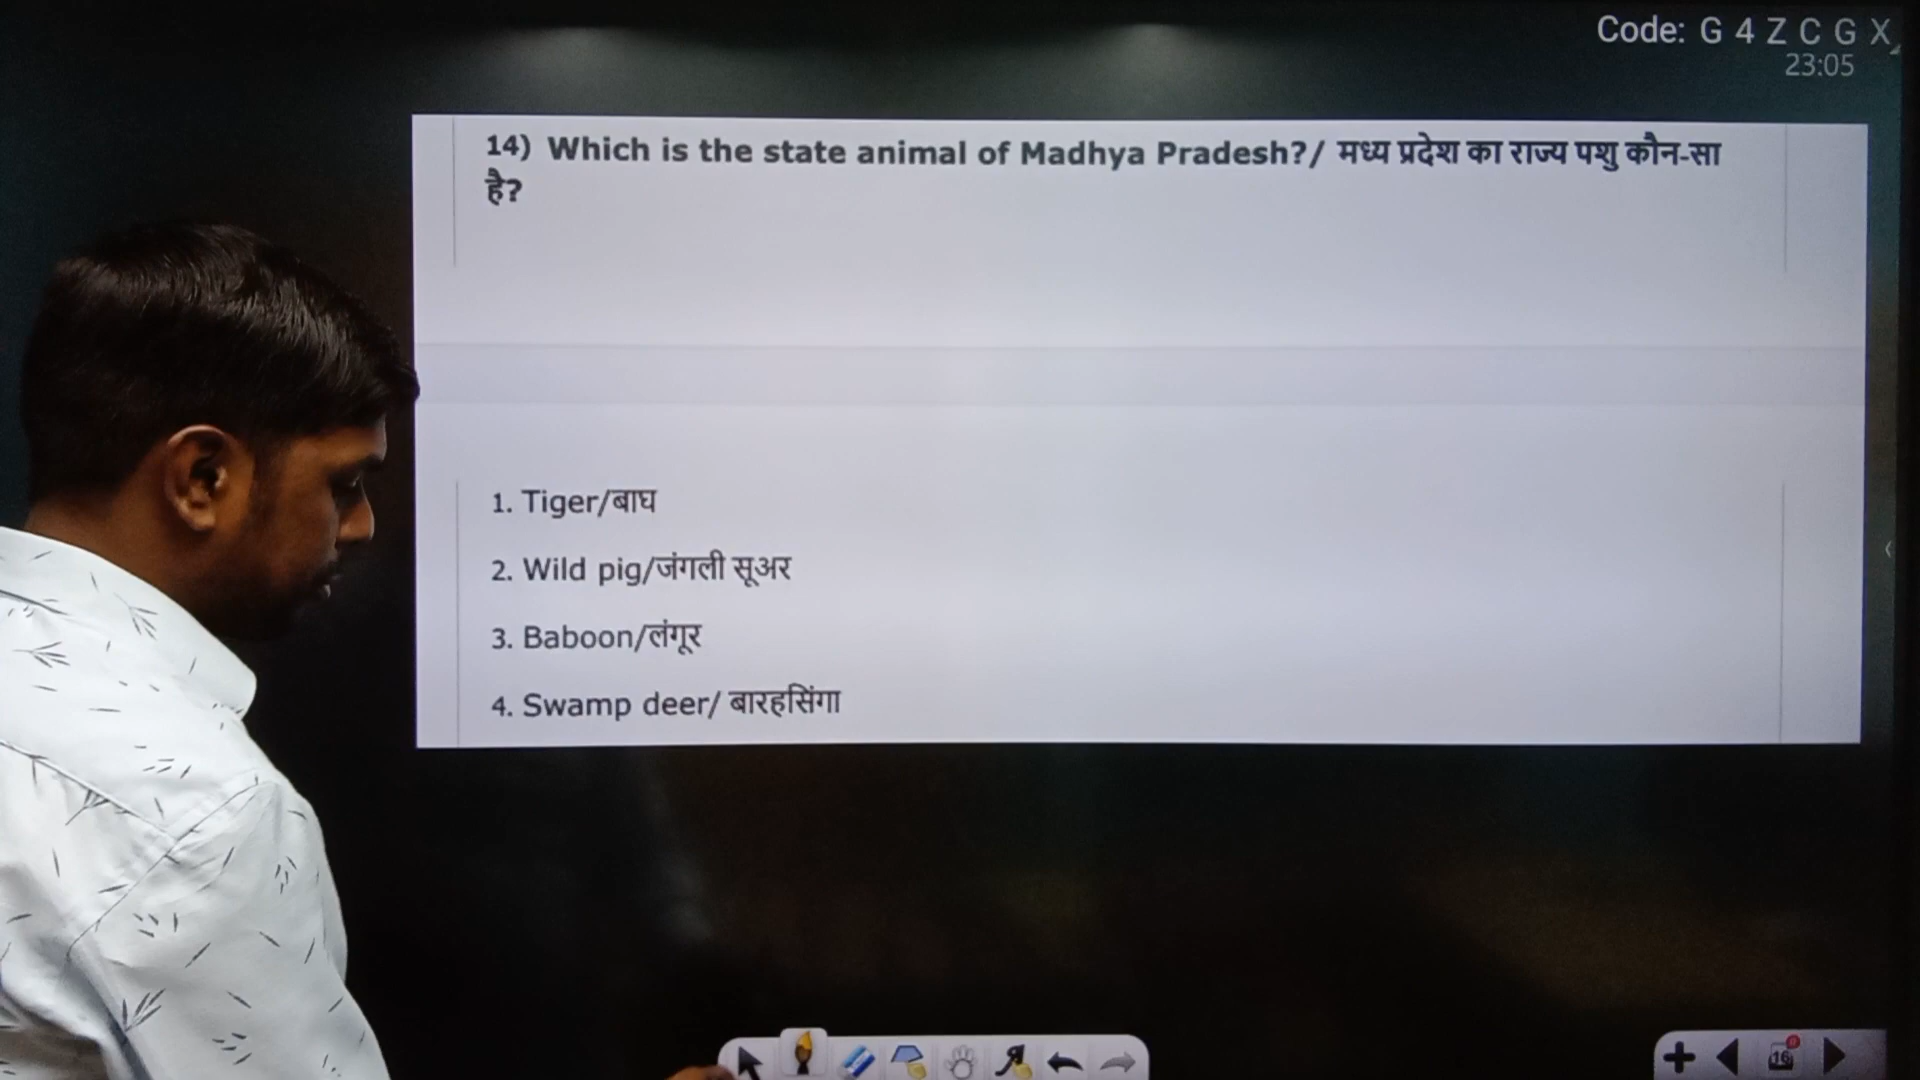 Code: G 4 Z C G X
23:05
14) Which is the state animal of Madhya Pradesh?/ मध्य प्रदेश का राज्य पशु कौन-सा
है?
1. Tiger/बाघ
2. Wild pig/जंगली सूअर
3. Baboon/लंगूर
4. Swamp deer/ बारहसिंगा
16